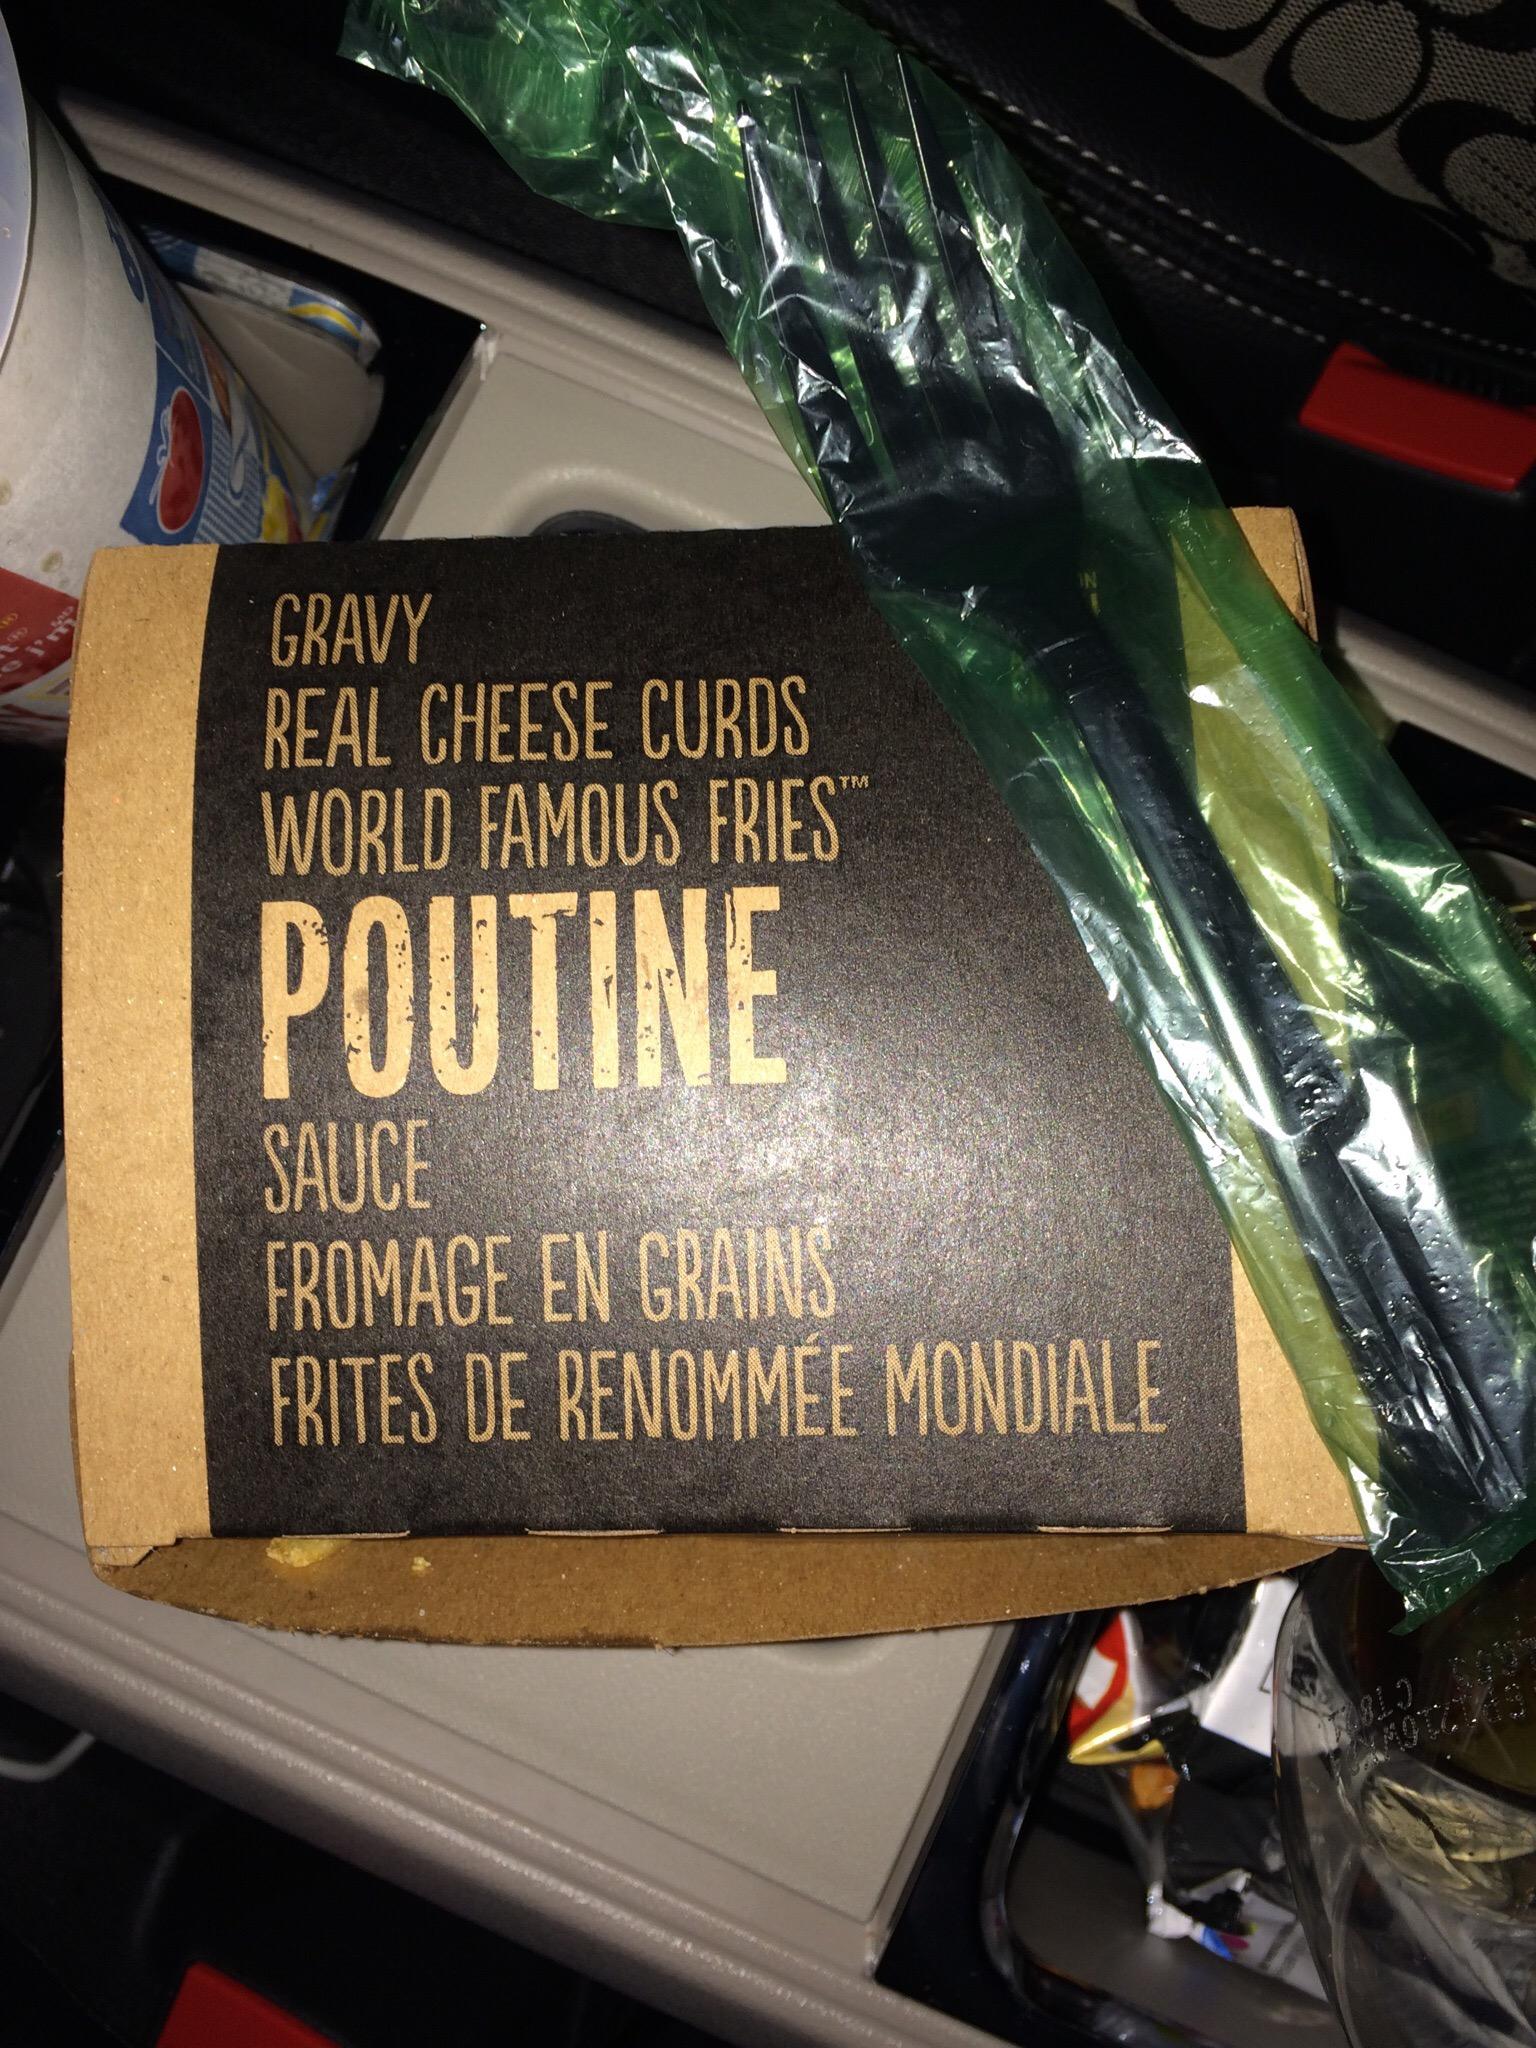 GRAVY
REAL CHEESE CURDS
WORLD FAMOUS FRIES™
POUTINE
SAUCE
FROMAGE EN GRAINS
FRITES DE RENOMMÉE MONDIALE